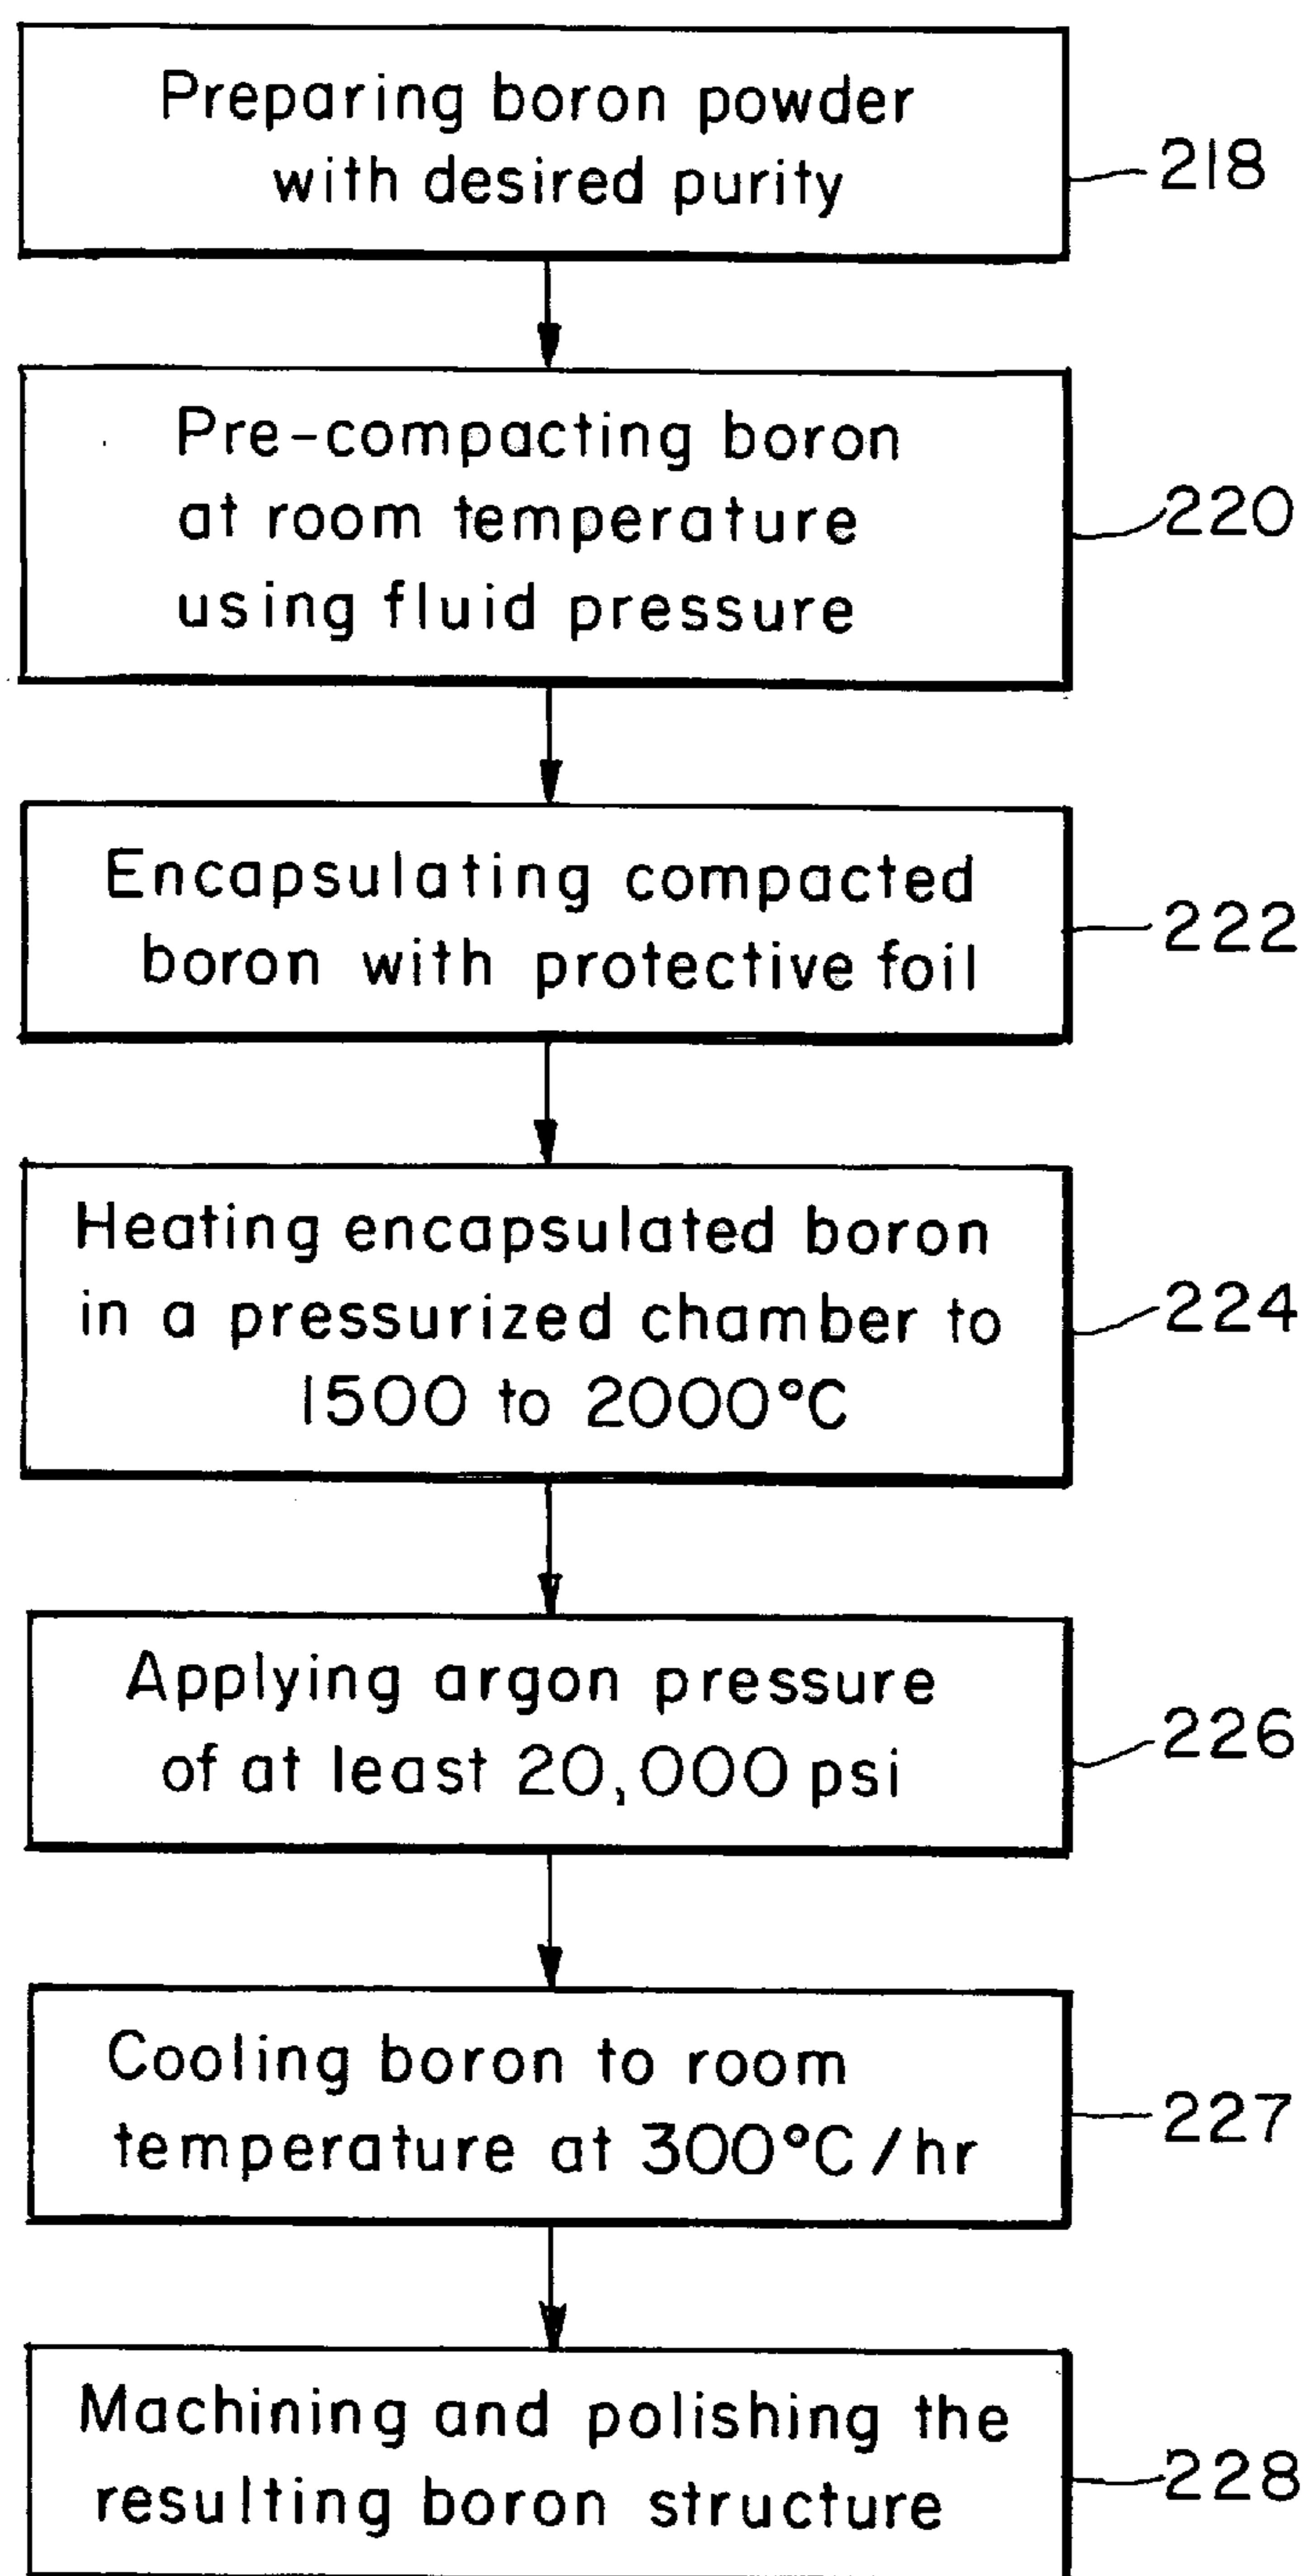 Preparing boron powder
with desired purity
218
Pre-compacting boron
at room temperature
using fluid pressure
220
Encapsulating compacted
boron with protective foil
222
Heating encapsulated boron
in a pressurized chamber to
1500 to 2000°C
224
Applying argon pressure
of at least 20,000 psi
226
Cooling boron to room
temperature at 300°C/hr
227
Machining and polishing the
resulting boron structure
228